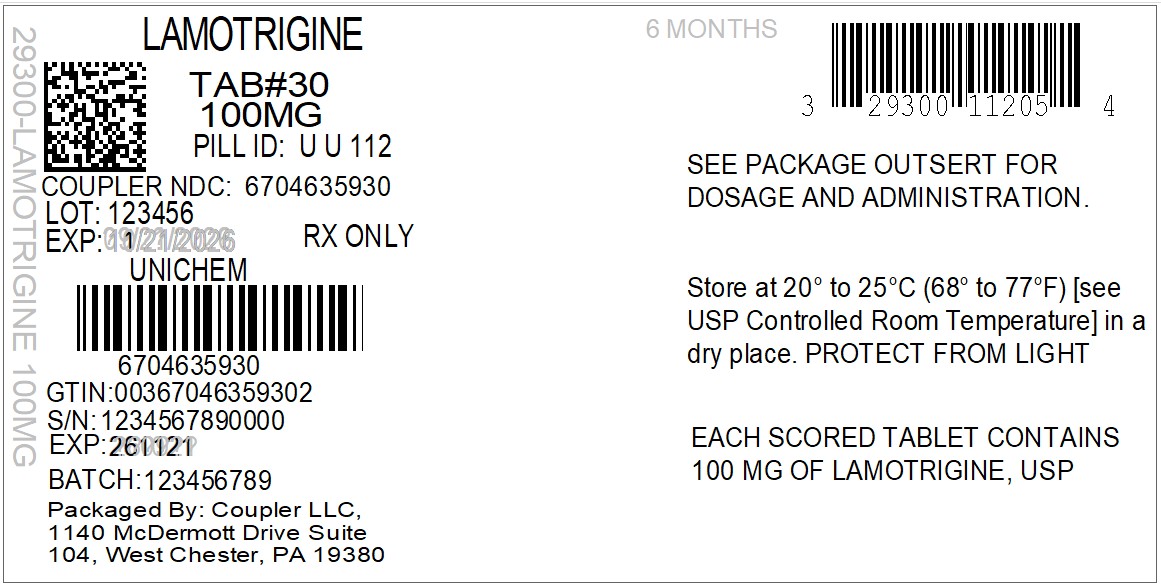 29300-LAMOTRIGINE 100MG
LAMOTRIGINE
TAB#30
100MG
PILL ID: U U 112
COUPLER NDC: 6704635930
LOT: 123456
EXP:
RX ONLY
UNICHEM
6704635930
GTIN:00367046359302
S/N:1234567890000
EXP:
BATCH:123456789
Packaged By: Coupler LLC,
1140 McDermott Drive Suite
104, West Chester, PA 19380
6 MONTHS
3 29300 11205 4
SEE PACKAGE OUTSERT FOR
DOSAGE AND ADMINISTRATION.
Store at 20° to 25°C (68° to 77°F) [see
USP Controlled Room Temperature] in a
dry place. PROTECT FROM LIGHT
EACH SCORED TABLET CONTAINS
100 MG OF LAMOTRIGINE, USP